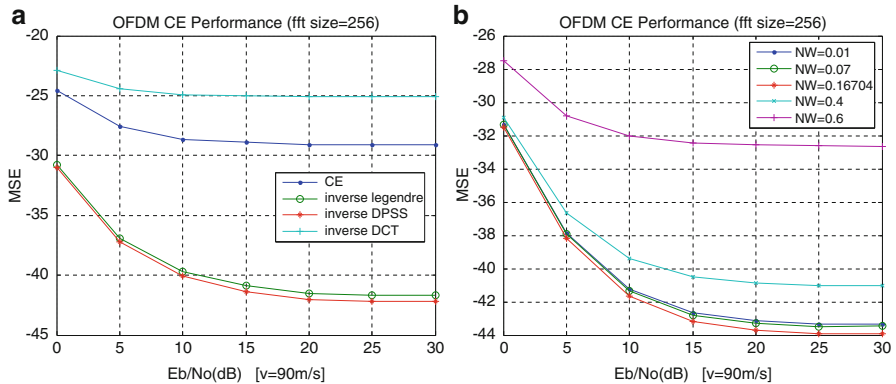 a
OFDM CE Performance (fft size=256)
-20
-25
-30
-35
-40
-45
MSE
CE
inverse legendre
inverse DPSS
inverse DCT
0 5 10 15 20 25 30
Eb/No(dB) [v=90m/s]
b
OFDM CE Performance (fft size=256)
-26
-28
-30
-32
-34
-36
-38
-40
-42
-44
MSE
NW=0.01
NW=0.07
NW=0.16704
NW=0.4
NW=0.6
0 5 10 15 20 25 30
Eb/No(dB) [v=90m/s]